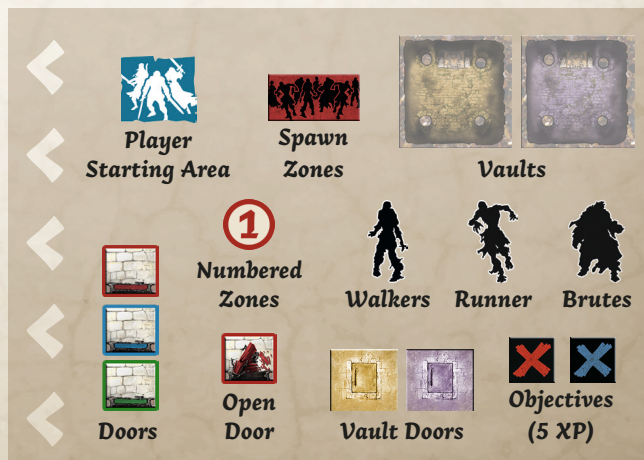 Player
Starting Area
Spawn
Zones
Vaults
1
Numbered
Zones
Walkers
Runner
Brutes
Doors
Open
Door
Vault Doors
Objectives
(5 XP)